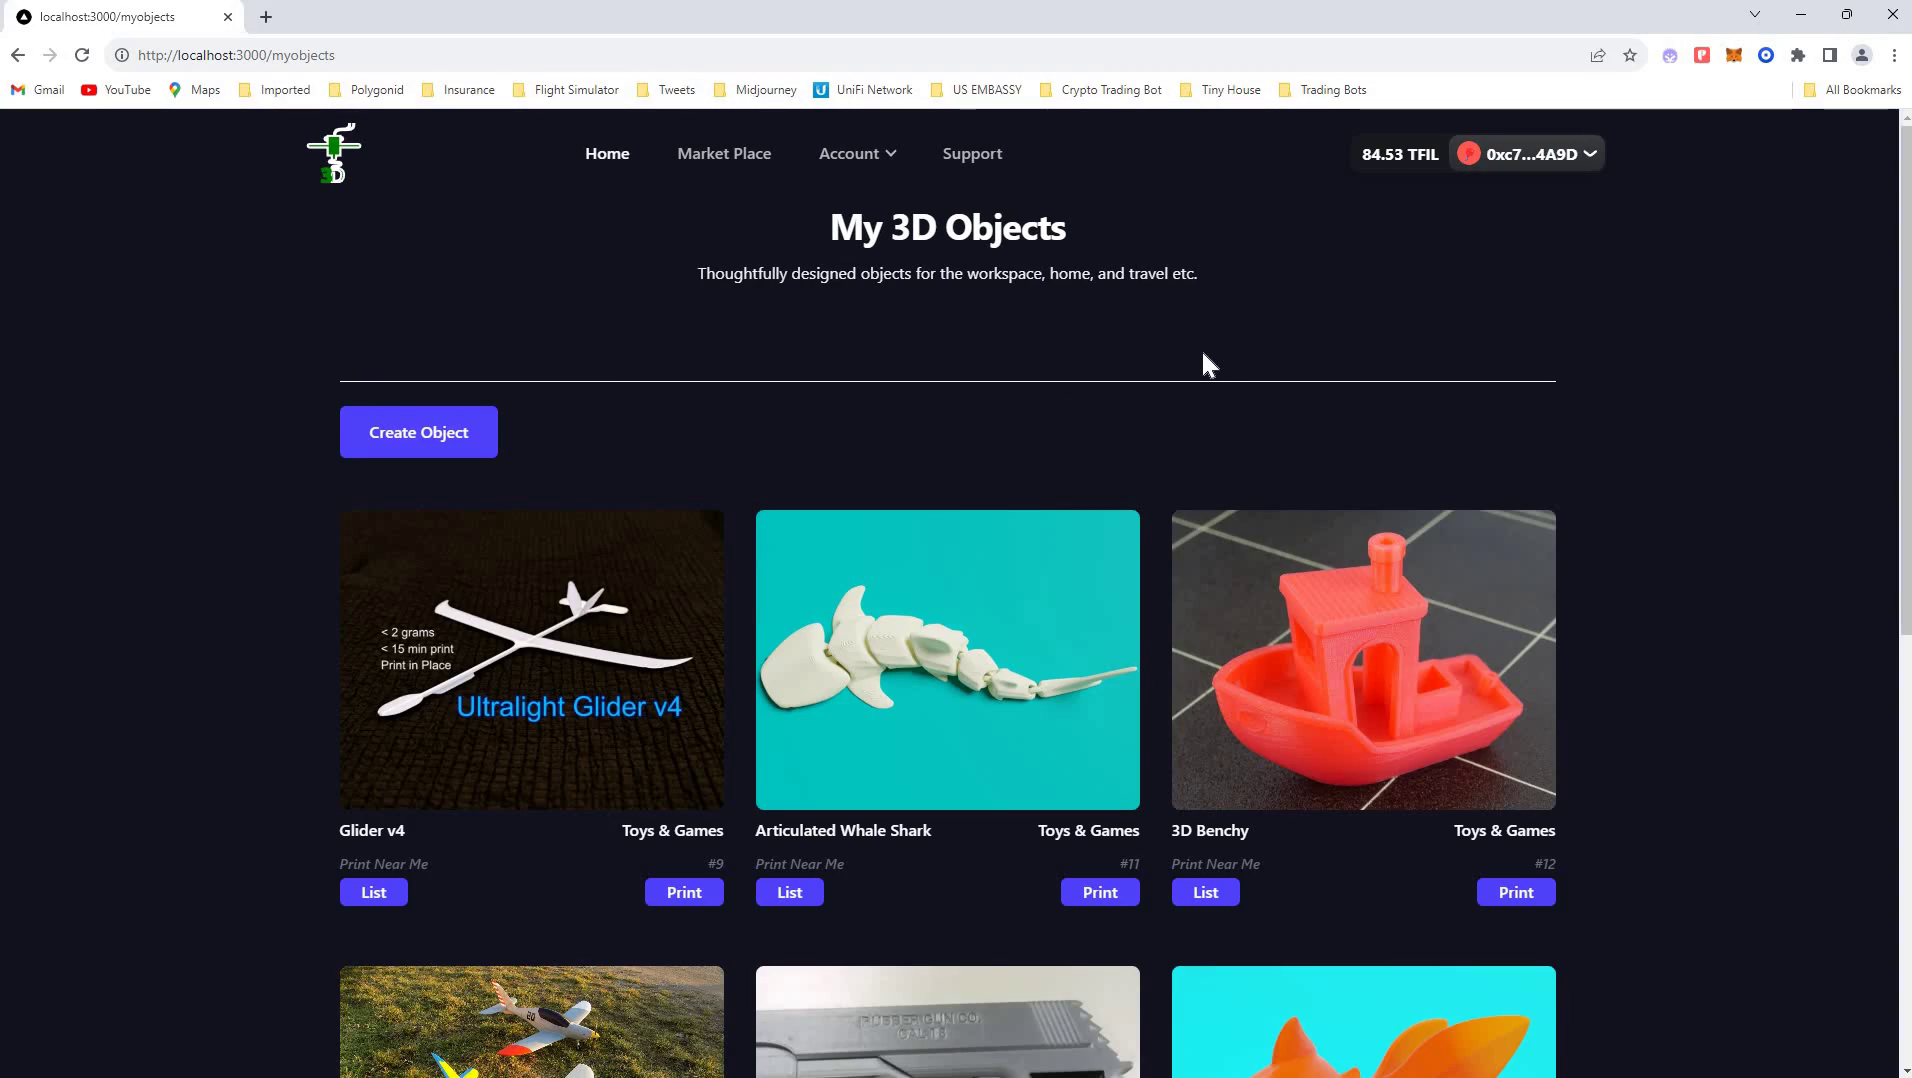 localhost:3000/myobjects
http://localhost:3000/myobjects
Gmail YouTube Maps Imported Polygonid Insurance Flight Simulator Tweets Midjourney UniFi Network US EMBASSY Crypto Trading Bot Tiny House Trading Bots All Bookmarks
3D
Home Market Place Account Support 84.53 TFIL 0xc7...4A9D
My 3D Objects
Thoughtfully designed objects for the workspace, home, and travel etc.
Create Object
< 2 grams
< 15 min print
Print in Place
Ultralight Glider v4
Glider v4 Toys & Games Articulated Whale Shark Toys & Games 3D Benchy Toys & Games
Print Near Me #9 Print Near Me #11 Print Near Me #12
List Print List Print List Print
RUBBER GUN CO.
CAL.18